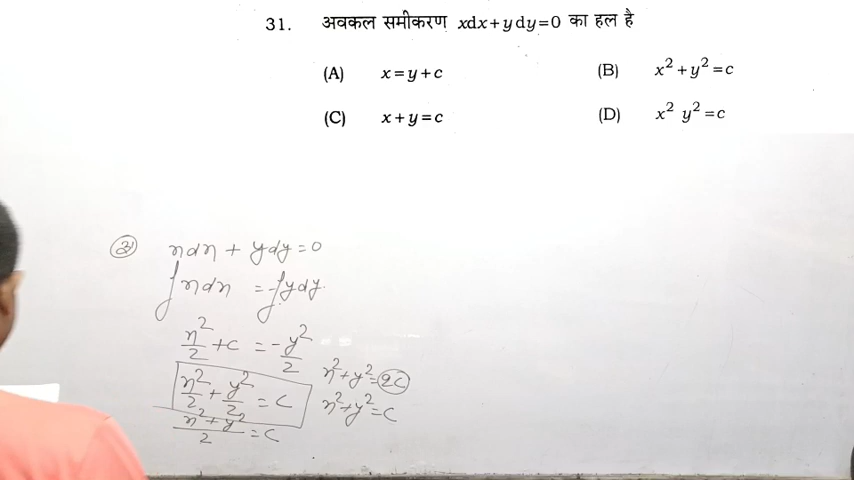 31. अवकल समीकरण xdx+ydy=0 का हल है
(A) x=y+c (B) x²+y²=c
(C) x+y=c (D) x² y²=c
xdx + ydy = 0
∫xdx = -∫ydy.
x²/2 + c = -y²/2
x²/2 + y²/2 = c
(x²+y²)/2 = c
x²+y²=2c
x²+y²=c